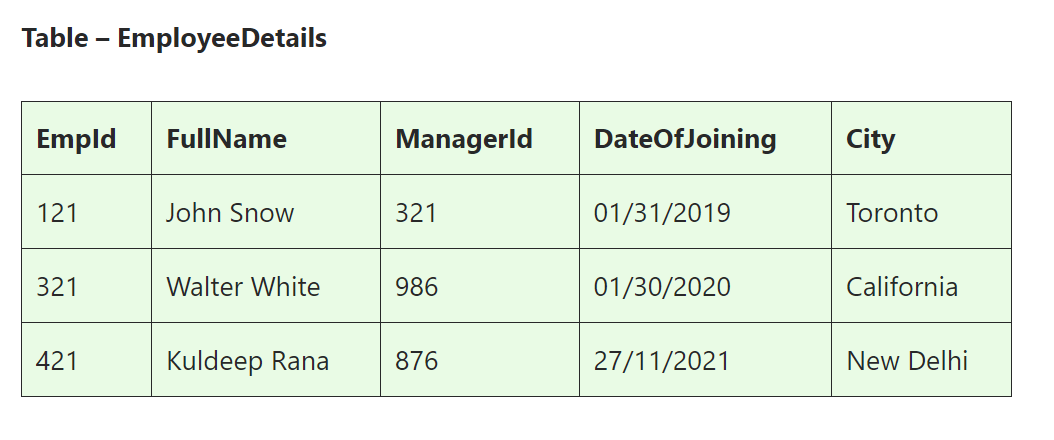 Table – EmployeeDetails
EmpId FullName ManagerId DateOfJoining City
121 John Snow 321 01/31/2019 Toronto
321 Walter White 986 01/30/2020 California
421 Kuldeep Rana 876 27/11/2021 New Delhi